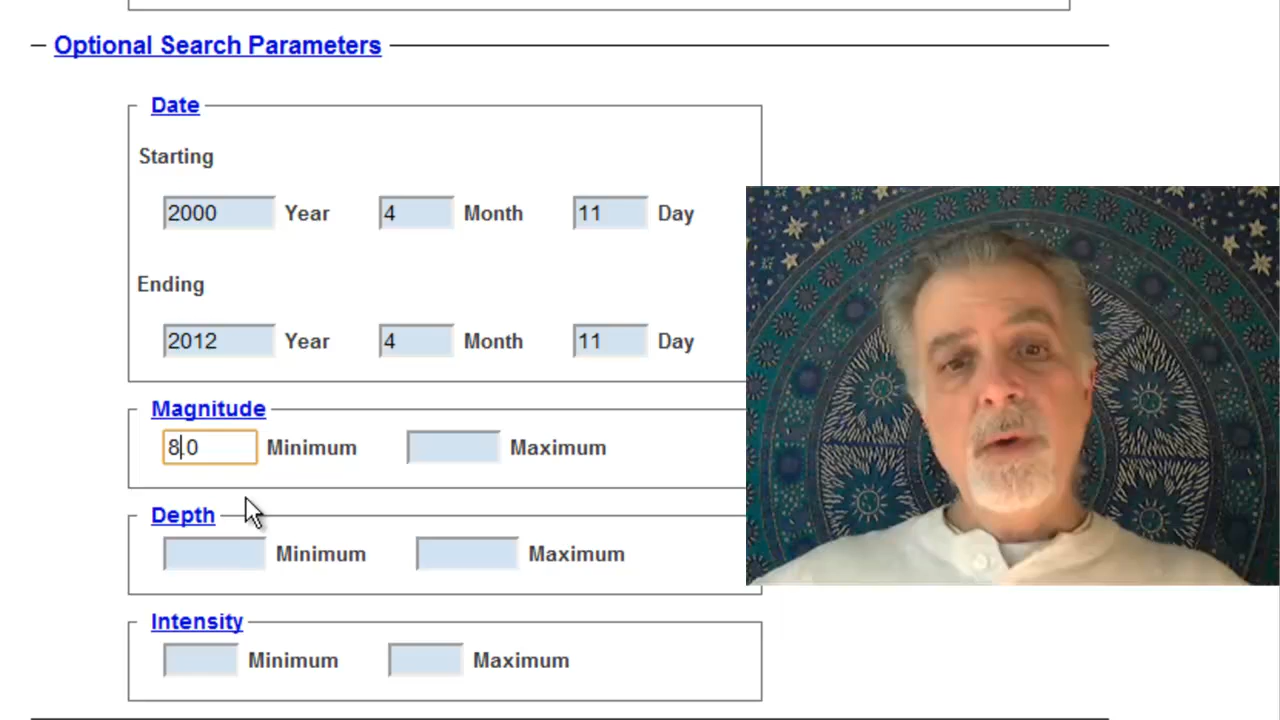 Optional Search Parameters
Date
Starting
2000 Year 4 Month 11 Day
Ending
2012 Year 4 Month 11 Day
Magnitude
8.0 Minimum Maximum
Depth
Minimum Maximum
Intensity
Minimum Maximum